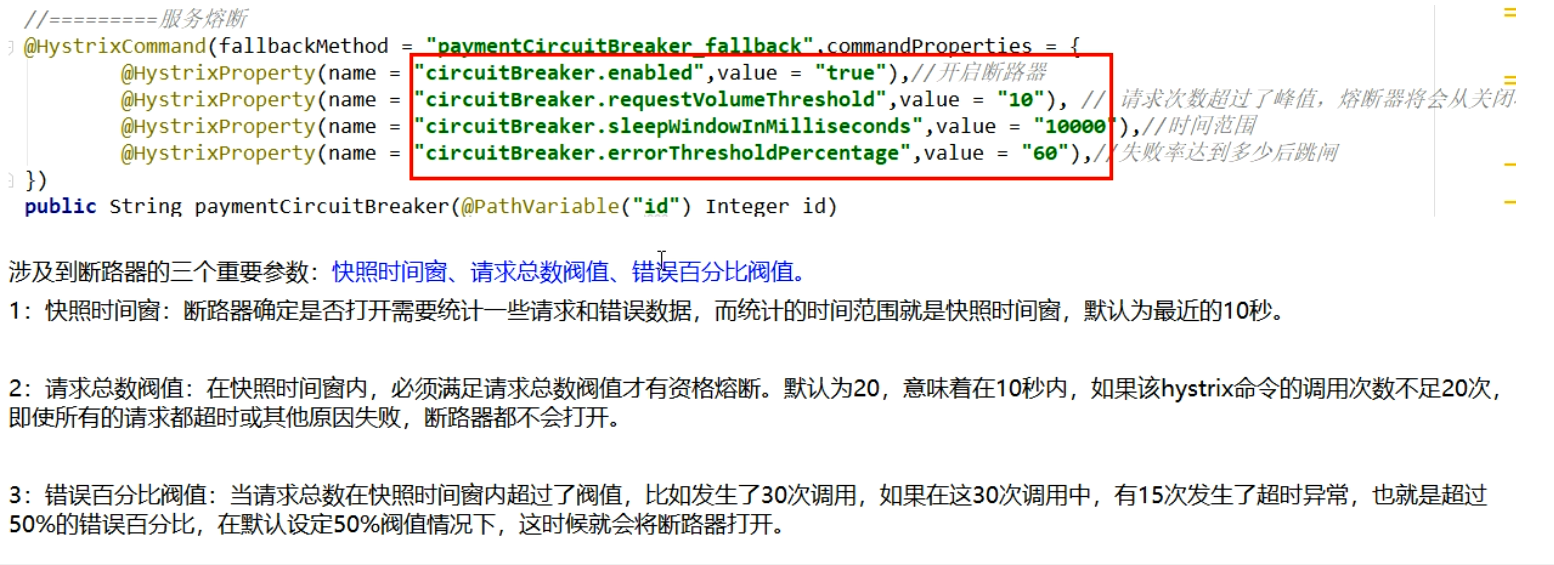 //=========服务熔断
@HystrixCommand(fallbackMethod = "paymentCircuitBreaker_fallback",commandProperties = {
@HystrixProperty(name = "circuitBreaker.enabled",value = "true"),//开启断路器
@HystrixProperty(name = "circuitBreaker.requestVolumeThreshold",value = "10"), // 请求次数超过了峰值，熔断器将会从关闭
@HystrixProperty(name = "circuitBreaker.sleepWindowInMilliseconds",value = "10000"),//时间范围
@HystrixProperty(name = "circuitBreaker.errorThresholdPercentage",value = "60"),//失败率达到多少后跳闸
})
public String paymentCircuitBreaker(@PathVariable("id") Integer id)
涉及到断路器的三个重要参数：快照时间窗、请求总数阀值、错误百分比阀值。
1：快照时间窗：断路器确定是否打开需要统计一些请求和错误数据，而统计的时间范围就是快照时间窗，默认为最近的10秒。
2：请求总数阀值：在快照时间窗内，必须满足请求总数阀值才有资格熔断。默认为20，意味着在10秒内，如果该hystrix命令的调用次数不足20次，
即使所有的请求都超时或其他原因失败，断路器都不会打开。
3：错误百分比阀值：当请求总数在快照时间窗内超过了阀值，比如发生了30次调用，如果在这30次调用中，有15次发生了超时异常，也就是超过
50%的错误百分比，在默认设定50%阀值情况下，这时候就会将断路器打开。